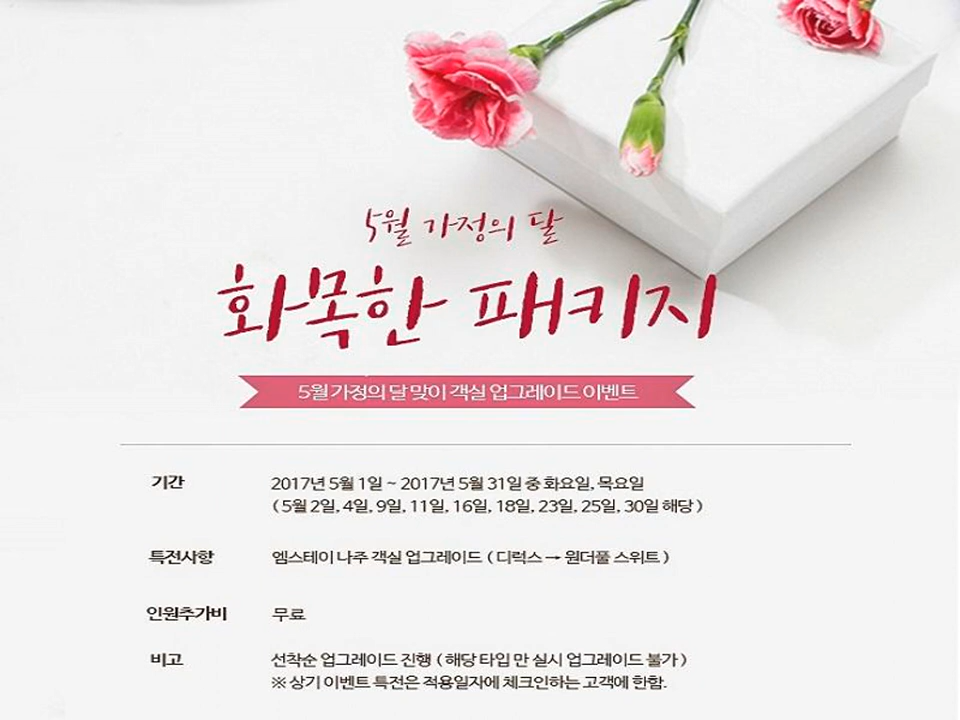 5월 가정의 달
화목한 패키지
5월 가정의 달 맞이 객실 업그레이드 이벤트
기간 2017년 5월 1일 ~ 2017년 5월 31일 중 화요일, 목요일
( 5월 2일, 4일, 9일, 11일, 16일, 18일, 23일, 25일, 30일 해당 )
특전사항 엠스테이 나주 객실 업그레이드 ( 디럭스 → 원더풀 스위트 )
인원추가비 무료
비고 선착순 업그레이드 진행 ( 해당 타입 만 실시 업그레이드 불가 )
※ 상기 이벤트 특전은 적용일자에 체크인하는 고객에 한함.